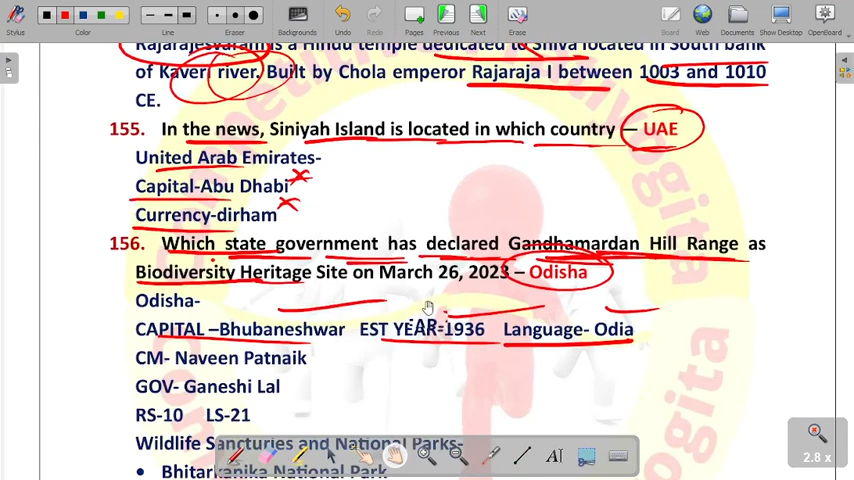 Stylus
Color
Line
Eraser
Backgrounds
Undo
Redo
Pages
Previous
Next
Erase
Board
Web
Documents
Show Desktop
OpenBoard
Rajarajesvaram is a Hindu temple dedicated to Shiva located in South bank
of Kaveri river. Built by Chola emperor Rajaraja I between 1003 and 1010
CE.
155. In the news, Siniyah Island is located in which country — UAE
United Arab Emirates-
Capital-Abu Dhabi
Currency-dirham
156. Which state government has declared Gandhamardan Hill Range as
Biodiversity Heritage Site on March 26, 2023 – Odisha
Odisha-
CAPITAL –Bhubaneshwar EST YEAR-1936 Language- Odia
CM- Naveen Patnaik
GOV- Ganeshi Lal
RS-10 LS-21
Wildlife Sancturies and National Parks-
• Bhitarkanika National Park
2.8 x